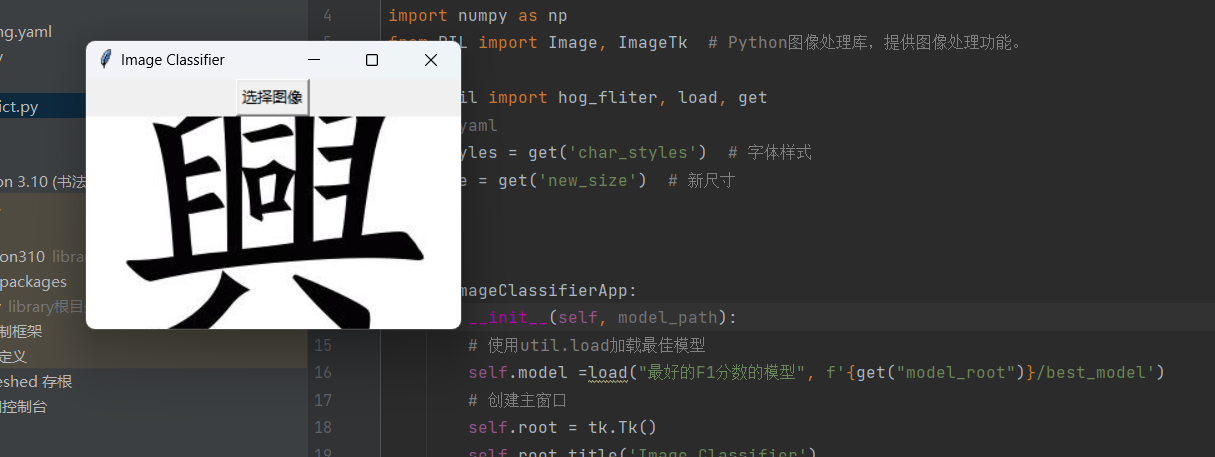 ng.yaml
ict.py
on 3.10 (书法
on310 libra
packages
library根目
制框架
定义
eshed 存根
控制台
Image Classifier
选择图像
興
4 import numpy as np
5 from PIL import Image, ImageTk # Python图像处理库，提供图像处理功能。
il import hog_fliter, load, get
yaml
yles = get('char_styles') # 字体样式
e = get('new_size') # 新尺寸
mageClassifierApp:
__init__(self, model_path):
15 # 使用util.load加载最佳模型
16 self.model =load("最好的F1分数的模型", f'{get("model_root")}/best_model')
17 # 创建主窗口
18 self.root = tk.Tk()
19 self.root.title('Image Classifier')